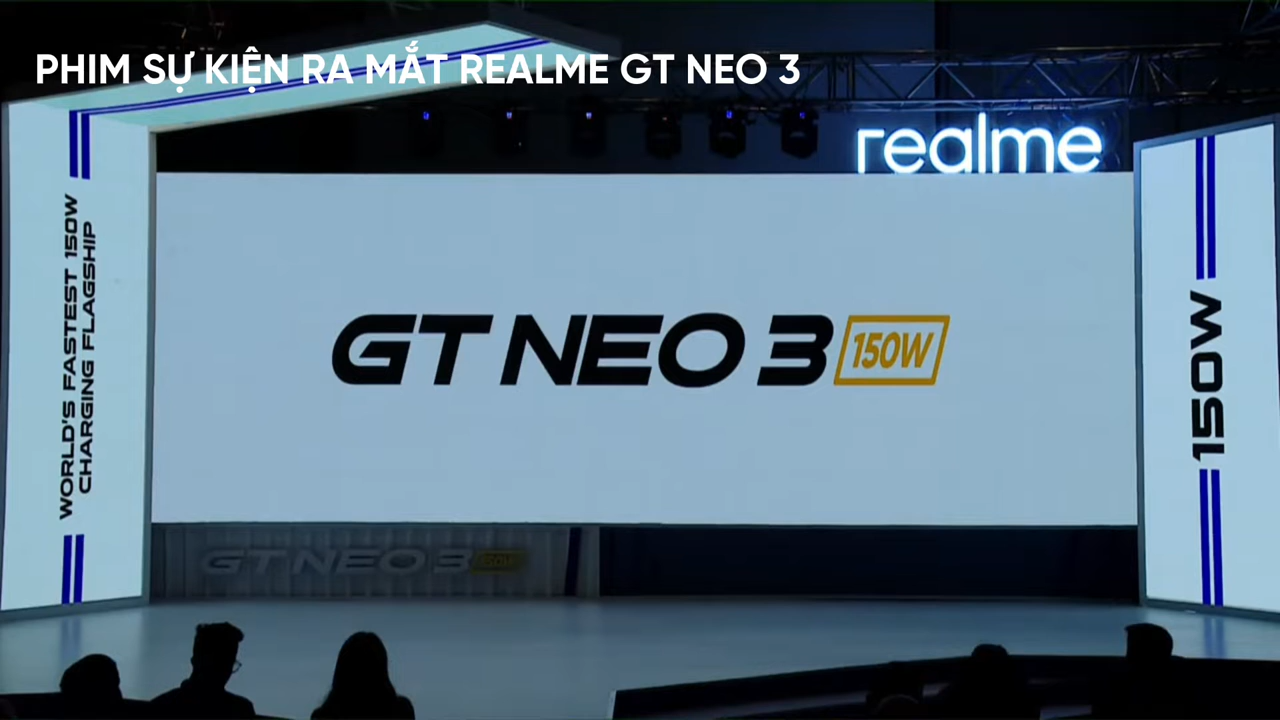 PHIM SỰ KIỆN RA MẮT REALME GT NEO 3
realme
WORLD'S FASTEST 150W
CHARGING FLAGSHIP
GT NEO 3 150W
150W
GT NEO 3 150W